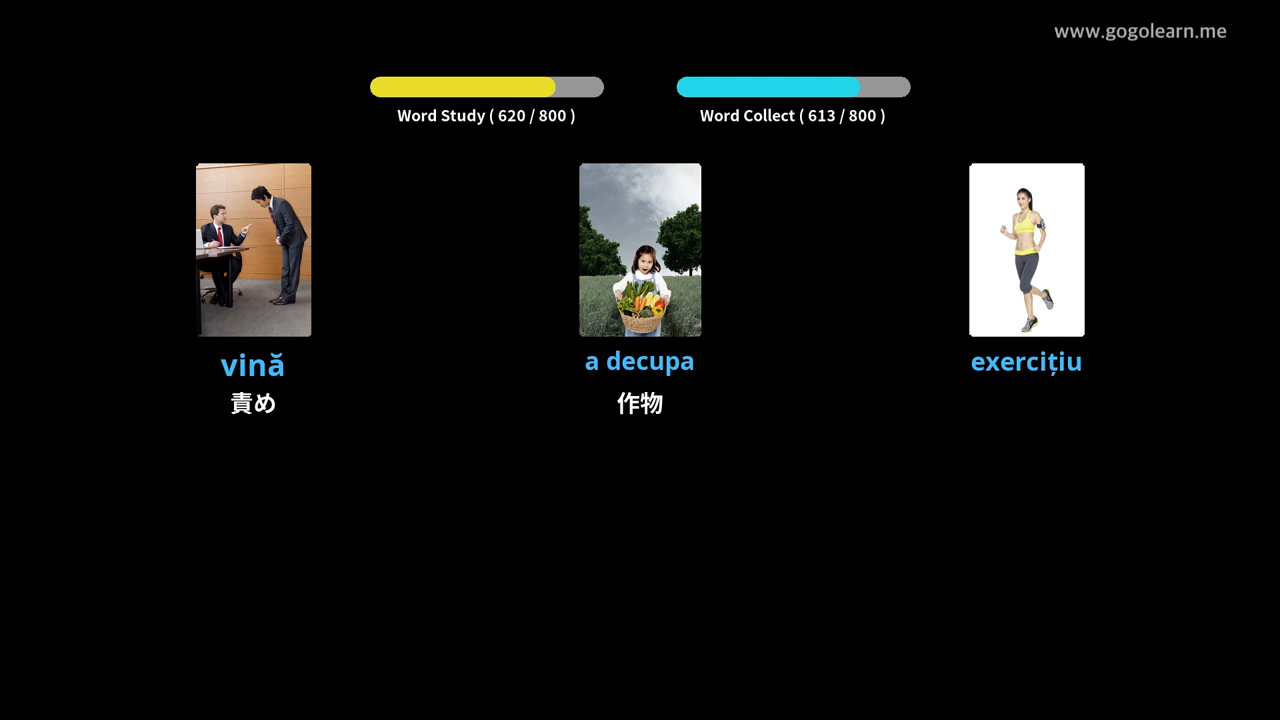 www.gogolearn.me
Word Study ( 620 / 800 )
Word Collect ( 613 / 800 )
vină
a decupa
exercițiu
責め
作物